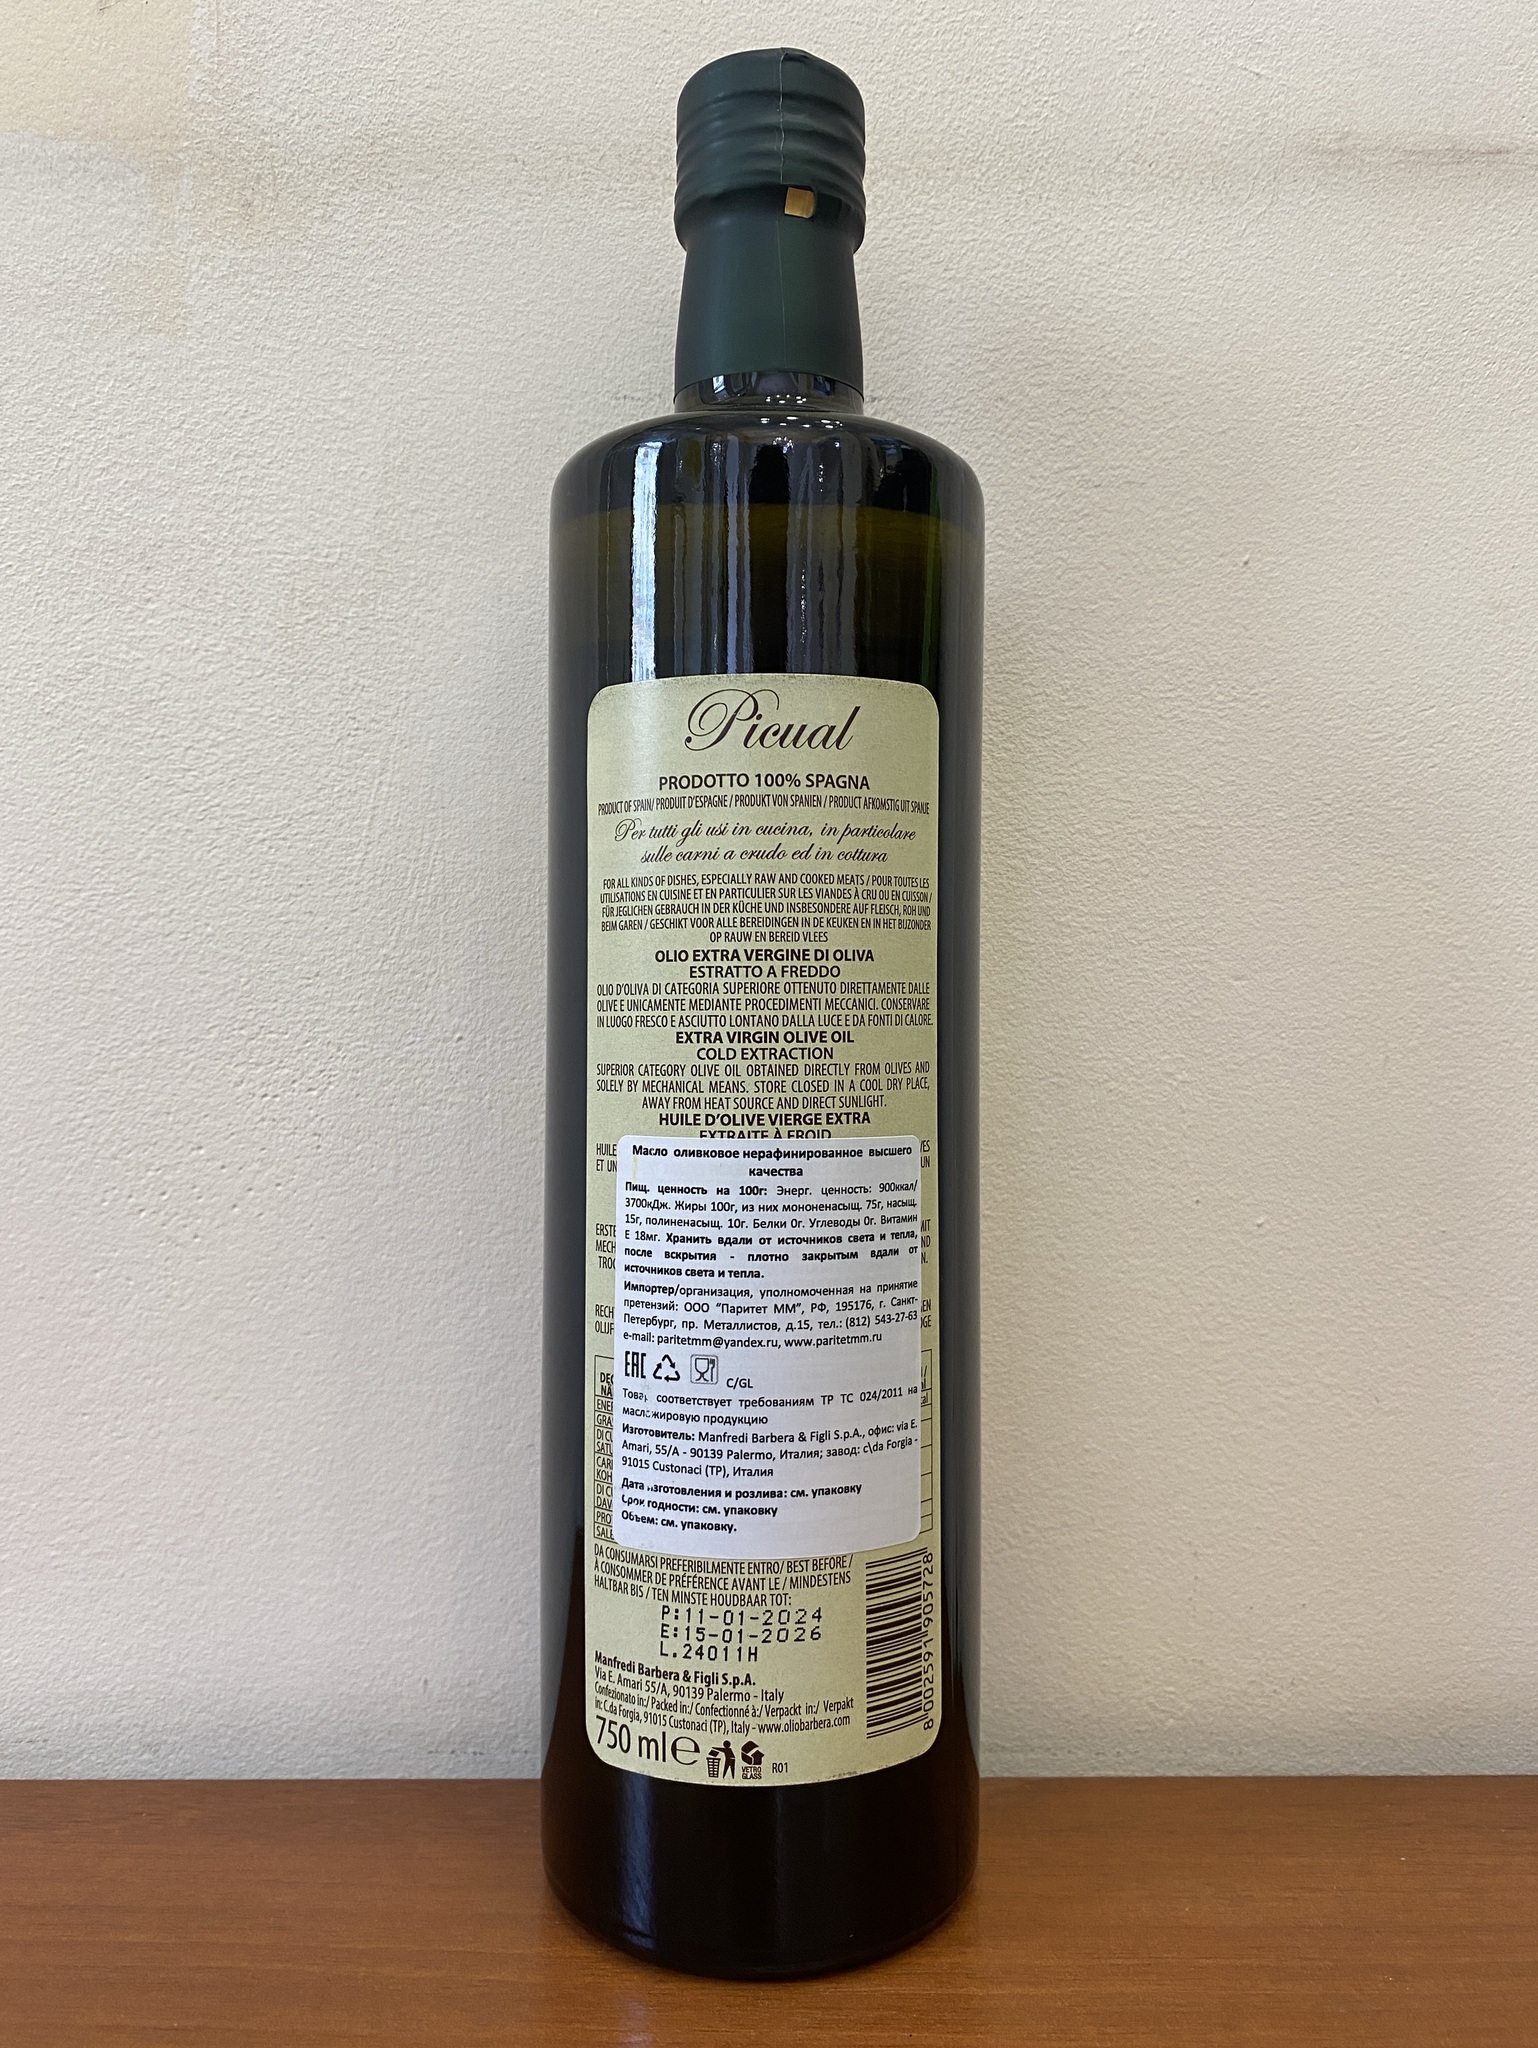 Picual
PRODOTTO 100% SPAGNA
PRODUCT OF SPAIN/ PRODUIT D'ESPAGNE / PRODUKT VON SPANIEN / PRODUCT AFKOMSTIG UIT SPANJE
Per tutti gli usi in cucina, in particolare
sulle carni a crudo ed in cottura
FOR ALL KINDS OF DISHES, ESPECIALLY RAW AND COOKED MEATS / POUR TOUTES LES
UTILISATIONS EN CUISINE ET EN PARTICULIER SUR LES VIANDES À CRU OU EN CUISSON /
FÜR JEGLICHEN GEBRAUCH IN DER KÜCHE UND INSBESONDERE AUF FLEISCH, ROH UND
BEIM GAREN / GESCHIKT VOOR ALLE BEREIDINGEN IN DE KEUKEN EN IN HET BIJZONDER
OP RAUW EN BEREID VLEES
OLIO EXTRA VERGINE DI OLIVA
ESTRATTO A FREDDO
OLIO D'OLIVA DI CATEGORIA SUPERIORE OTTENUTO DIRETTAMENTE DALLE
OLIVE E UNICAMENTE MEDIANTE PROCEDIMENTI MECCANICI. CONSERVARE
IN LUOGO FRESCO E ASCIUTTO LONTANO DALLA LUCE E DA FONTI DI CALORE.
EXTRA VIRGIN OLIVE OIL
COLD EXTRACTION
SUPERIOR CATEGORY OLIVE OIL OBTAINED DIRECTLY FROM OLIVES AND
SOLELY BY MECHANICAL MEANS. STORE CLOSED IN A COOL DRY PLACE,
AWAY FROM HEAT SOURCE AND DIRECT SUNLIGHT.
HUILE D'OLIVE VIERGE EXTRA
EXTRAITE À FROID
HUILE
ET UN
Масло оливковое нерафинированное высшего
качества
Пищ. ценность на 100г: Энерг. ценность: 900ккал/
3700кДж. Жиры 100г, из них мононенасыщ. 75г, насыщ.
15г, полиненасыщ. 10г. Белки 0г. Углеводы 0г. Витамин
Е 18мг. Хранить вдали от источников света и тепла,
после вскрытия - плотно закрытым вдали от
источников света и тепла.
Импортер/организация, уполномоченная на принятие
претензий: ООО "Паритет ММ", РФ, 195176, г. Санкт-
Петербург, пр. Металлистов, д.15, тел.: (812) 543-27-63
e-mail: paritetmm@yandex.ru, www.paritetmm.ru
EAC C/GL
Товар соответствует требованиям ТР ТС 024/2011 на
масложировую продукцию
Изготовитель: Manfredi Barbera & Figli S.p.A., офис: via E.
Amari, 55/A - 90139 Palermo, Италия; завод: c\da Forgia -
91015 Custonaci (TP), Италия
Дата изготовления и розлива: см. упаковку
Срок годности: см. упаковку
Объем: см. упаковку.
DA CONSUMARSI PREFERIBILMENTE ENTRO/ BEST BEFORE /
À CONSOMMER DE PRÉFÉRENCE AVANT LE / MINDESTENS
HALTBAR BIS / TEN MINSTE HOUDBAAR TOT:
P:11-01-2024
E:15-01-2026
L.24011H
Manfredi Barbera & Figli S.p.A.
Via E. Amari 55/A, 90139 Palermo - Italy
Confezionato in:/ Packed in:/ Confectionné à:/ Verpackt in:/ Verpakt
in: C.da Forgia, 91015 Custonaci (TP), Italy - www.oliobarbera.com
750 ml e
VETRO
GLASS
R01
8 002591 905728